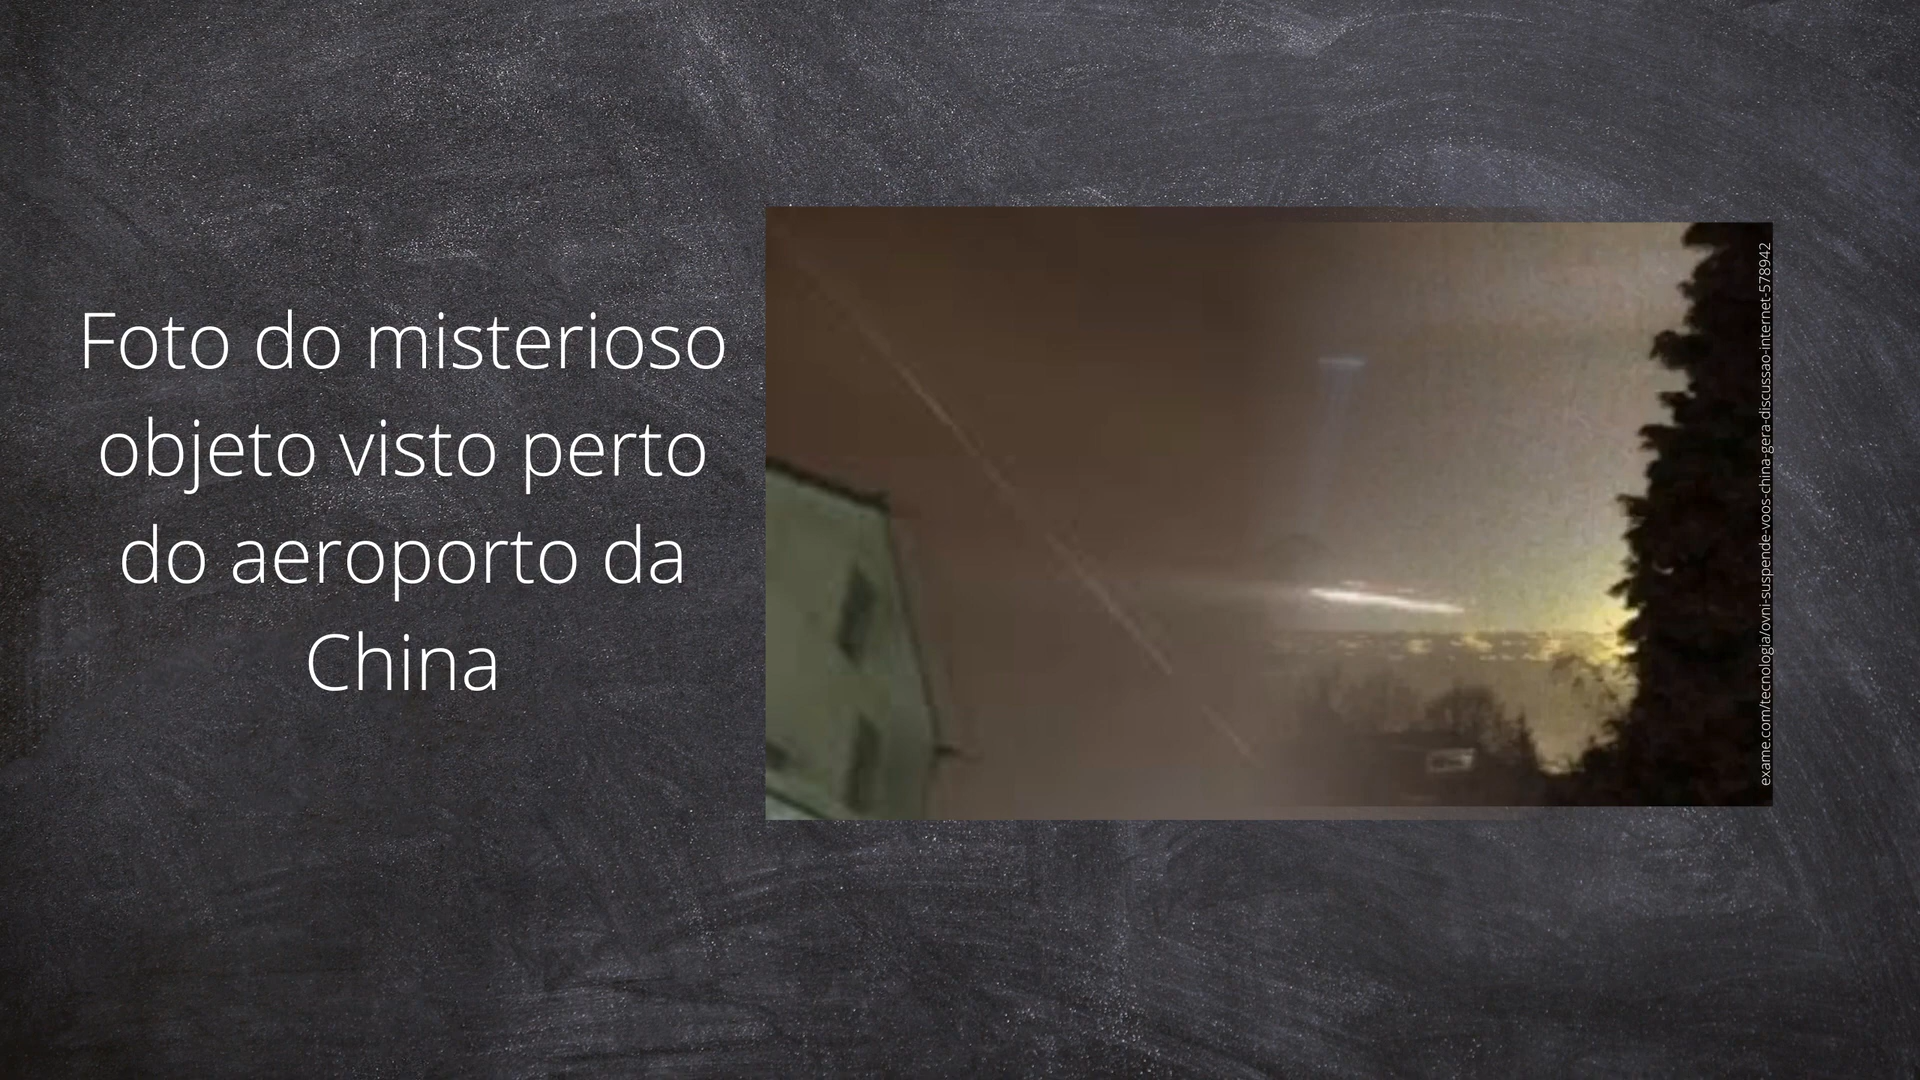 Foto do misterioso
objeto visto perto
do aeroporto da
China
exame.com/tecnologia/ovni-suspende-voos-china-gera-discussao-internet-578942